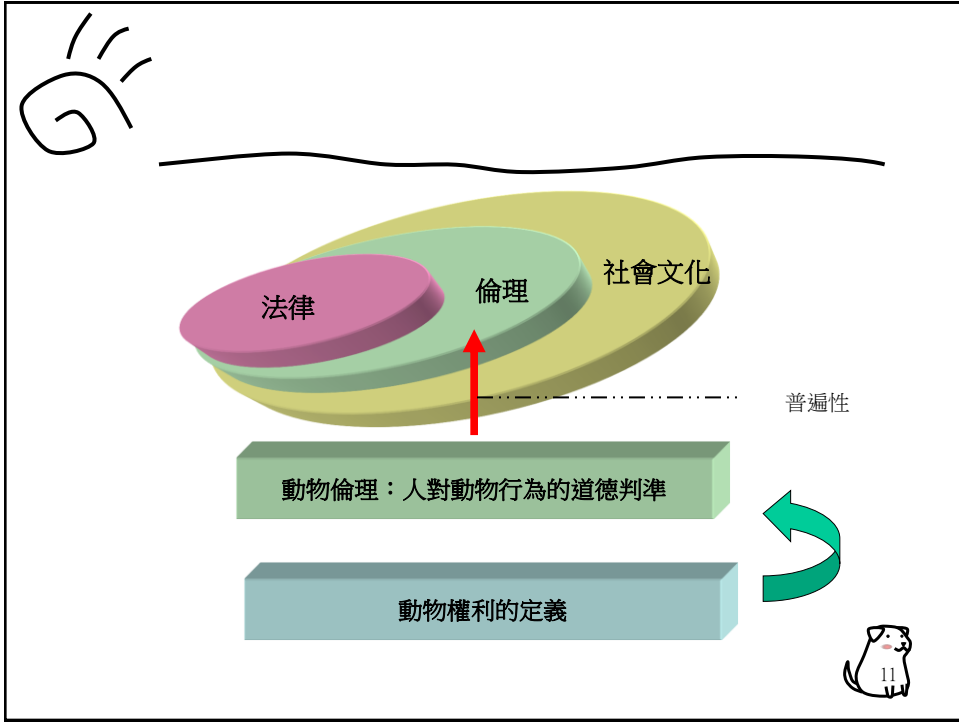 法律
倫理
社會文化
普遍性
動物倫理：人對動物行為的道德判準
動物權利的定義
11